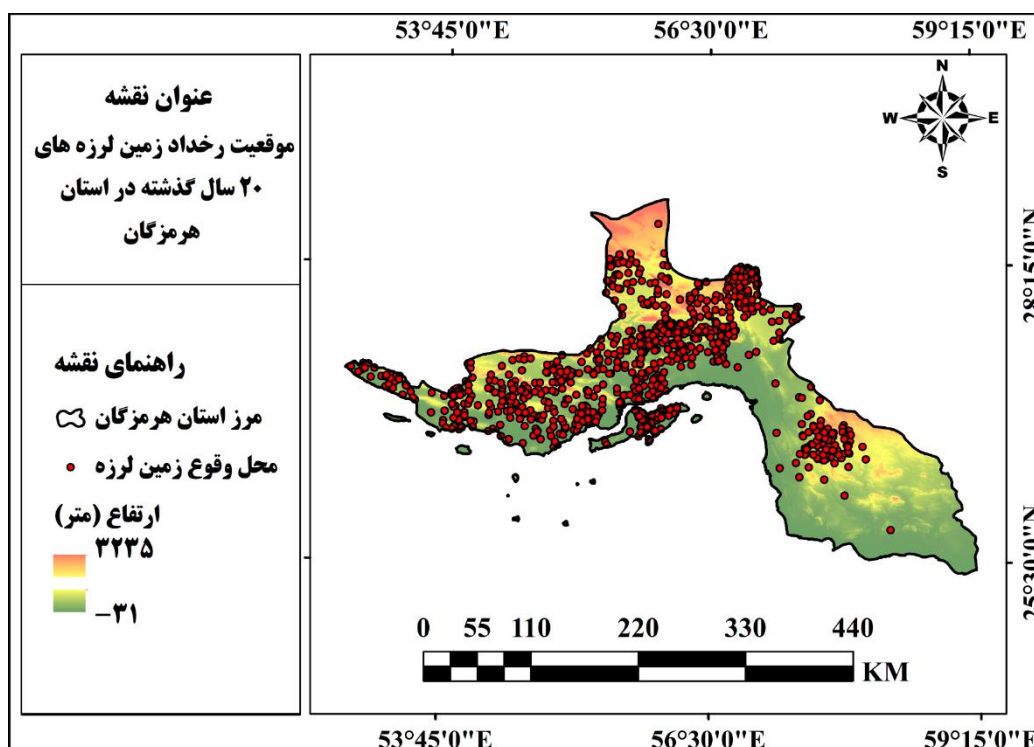 53°45'0"E 56°30'0"E 59°15'0"E
عنوان نقشه
موقعیت رخداد زمین لرزه های
۲۰ سال گذشته در استان
هرمزگان
N
W E
S
28°15'0"N
راهنمای نقشه
مرز استان هرمزگان
محل وقوع زمین لرزه
ارتفاع (متر)
۳۲۳۵
-۳۱
25°30'0"N
0 55 110 220 330 440
KM
53°45'0"E 56°30'0"E 59°15'0"E